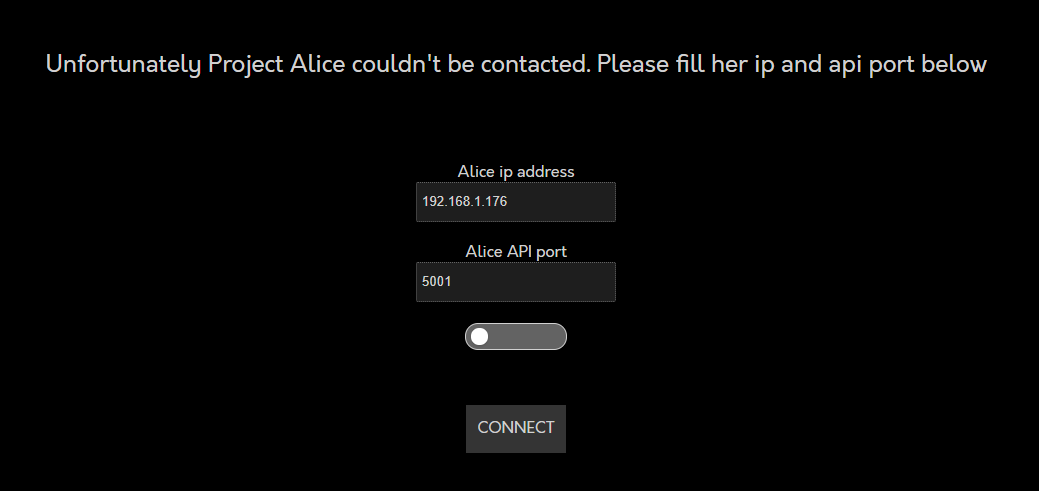 Unfortunately Project Alice couldn't be contacted. Please fill her ip and api port below
Alice ip address
192.168.1.176
Alice API port
5001
CONNECT